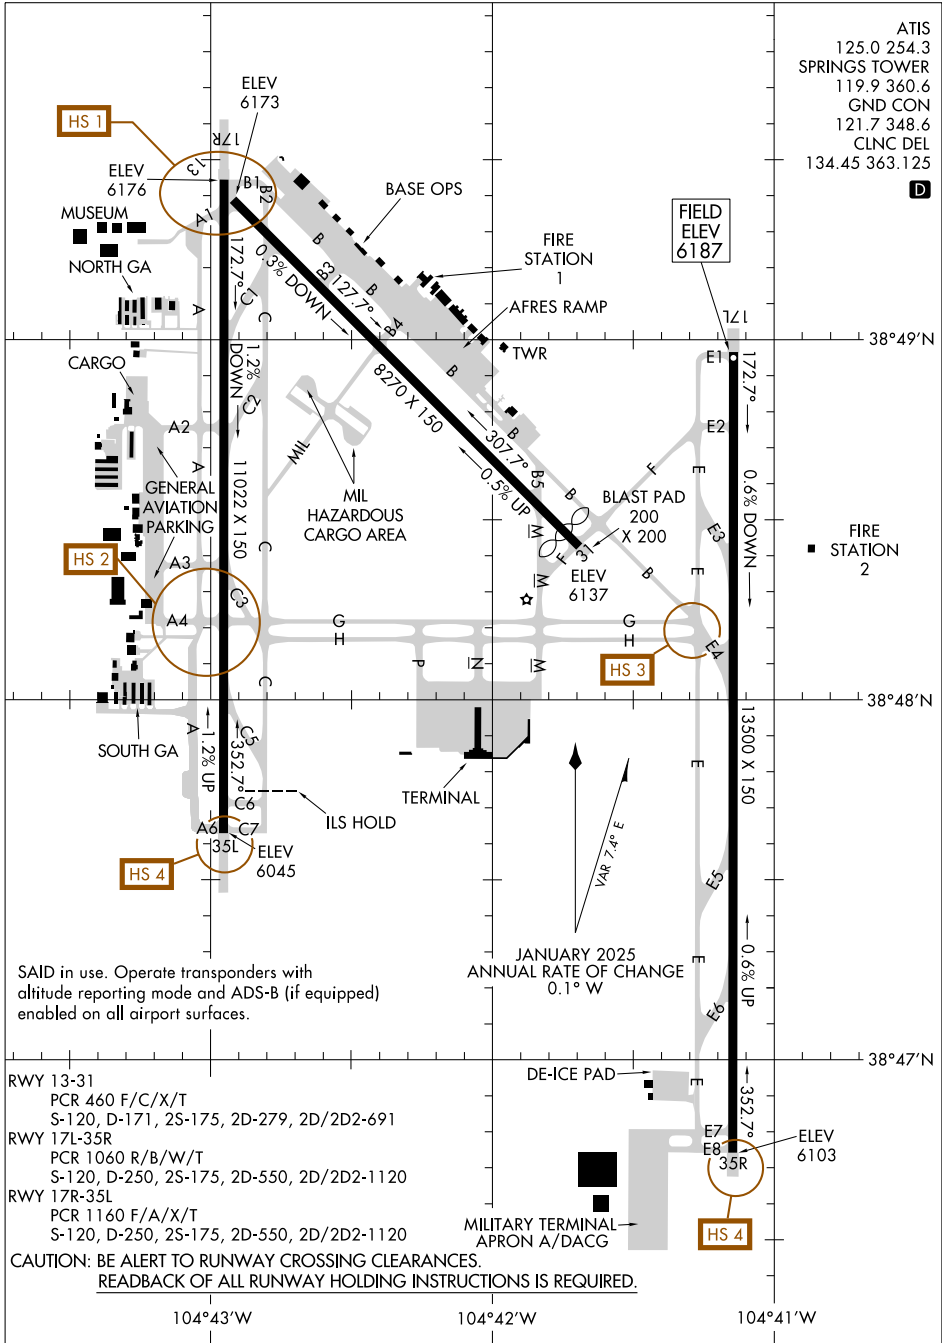 ATIS
125.0 254.3
SPRINGS TOWER
119.9 360.6
GND CON
121.7 348.6
CLNC DEL
134.45 363.125
D
ELEV
6173
HS 1
17R
13
ELEV
6176
B1
B2
A1
MUSEUM
BASE OPS
FIELD
ELEV
6187
FIRE
STATION
1
NORTH GA
172.7°
0.3% DOWN
B
B3
127.7°
B
B4
AFRES RAMP
A
C1
C
17L
38°49'N
TWR
E1
CARGO
1.2%
DOWN
C2
8270 X 150
B
172.7°
A2
MIL
307.7°
B
E2
A
11022 X 150
0.5% UP
B5
F
E
0.6% DOWN
GENERAL
AVIATION
PARKING
MIL
HAZARDOUS
CARGO AREA
B
BLAST PAD
200
X 200
E3
FIRE
STATION
2
HS 2
A3
C
M
F
31
ELEV
6137
B
E
M
C3
A4
G
G
H
H
HS 3
E4
P
N
M
C
38°48'N
SOUTH GA
A
1.2% UP
352.7°
C5
C6
ILS HOLD
TERMINAL
E
13500 X 150
A6
C7
35L
ELEV
6045
HS 4
VAR 7.4° E
E5
JANUARY 2025
ANNUAL RATE OF CHANGE
0.1° W
E
0.6% UP
E6
SAID in use. Operate transponders with
altitude reporting mode and ADS-B (if equipped)
enabled on all airport surfaces.
38°47'N
DE-ICE PAD
E
352.7°
RWY 13-31
PCR 460 F/C/X/T
S-120, D-171, 2S-175, 2D-279, 2D/2D2-691
RWY 17L-35R
PCR 1060 R/B/W/T
S-120, D-250, 2S-175, 2D-550, 2D/2D2-1120
RWY 17R-35L
PCR 1160 F/A/X/T
S-120, D-250, 2S-175, 2D-550, 2D/2D2-1120
E7
E8
35R
ELEV
6103
MILITARY TERMINAL
APRON A/DACG
HS 4
CAUTION: BE ALERT TO RUNWAY CROSSING CLEARANCES.
READBACK OF ALL RUNWAY HOLDING INSTRUCTIONS IS REQUIRED.
104°43'W
104°42'W
104°41'W